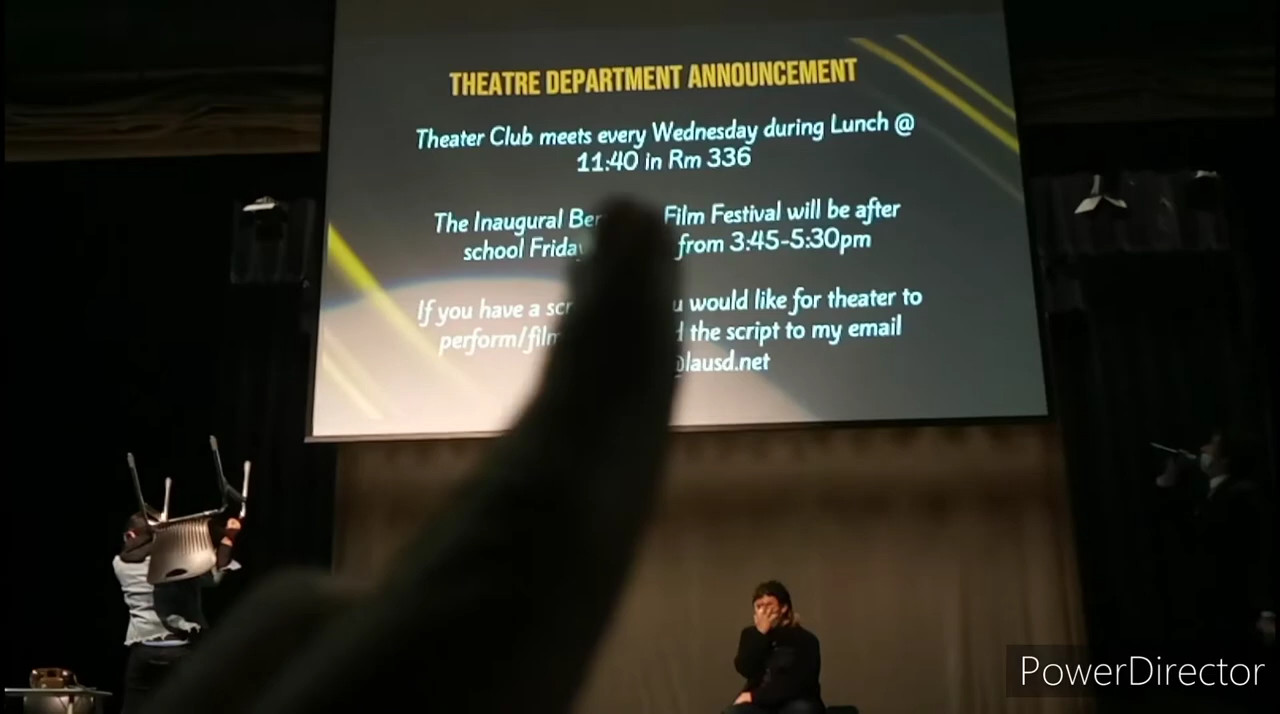 THEATRE DEPARTMENT ANNOUNCEMENT
Theater Club meets every Wednesday during Lunch @
11:40 in Rm 336
The Inaugural Film Festival will be after
school from 3:45-5:30pm
If you have a would like for theater to
the script to my email
@lausd.net
PowerDirector